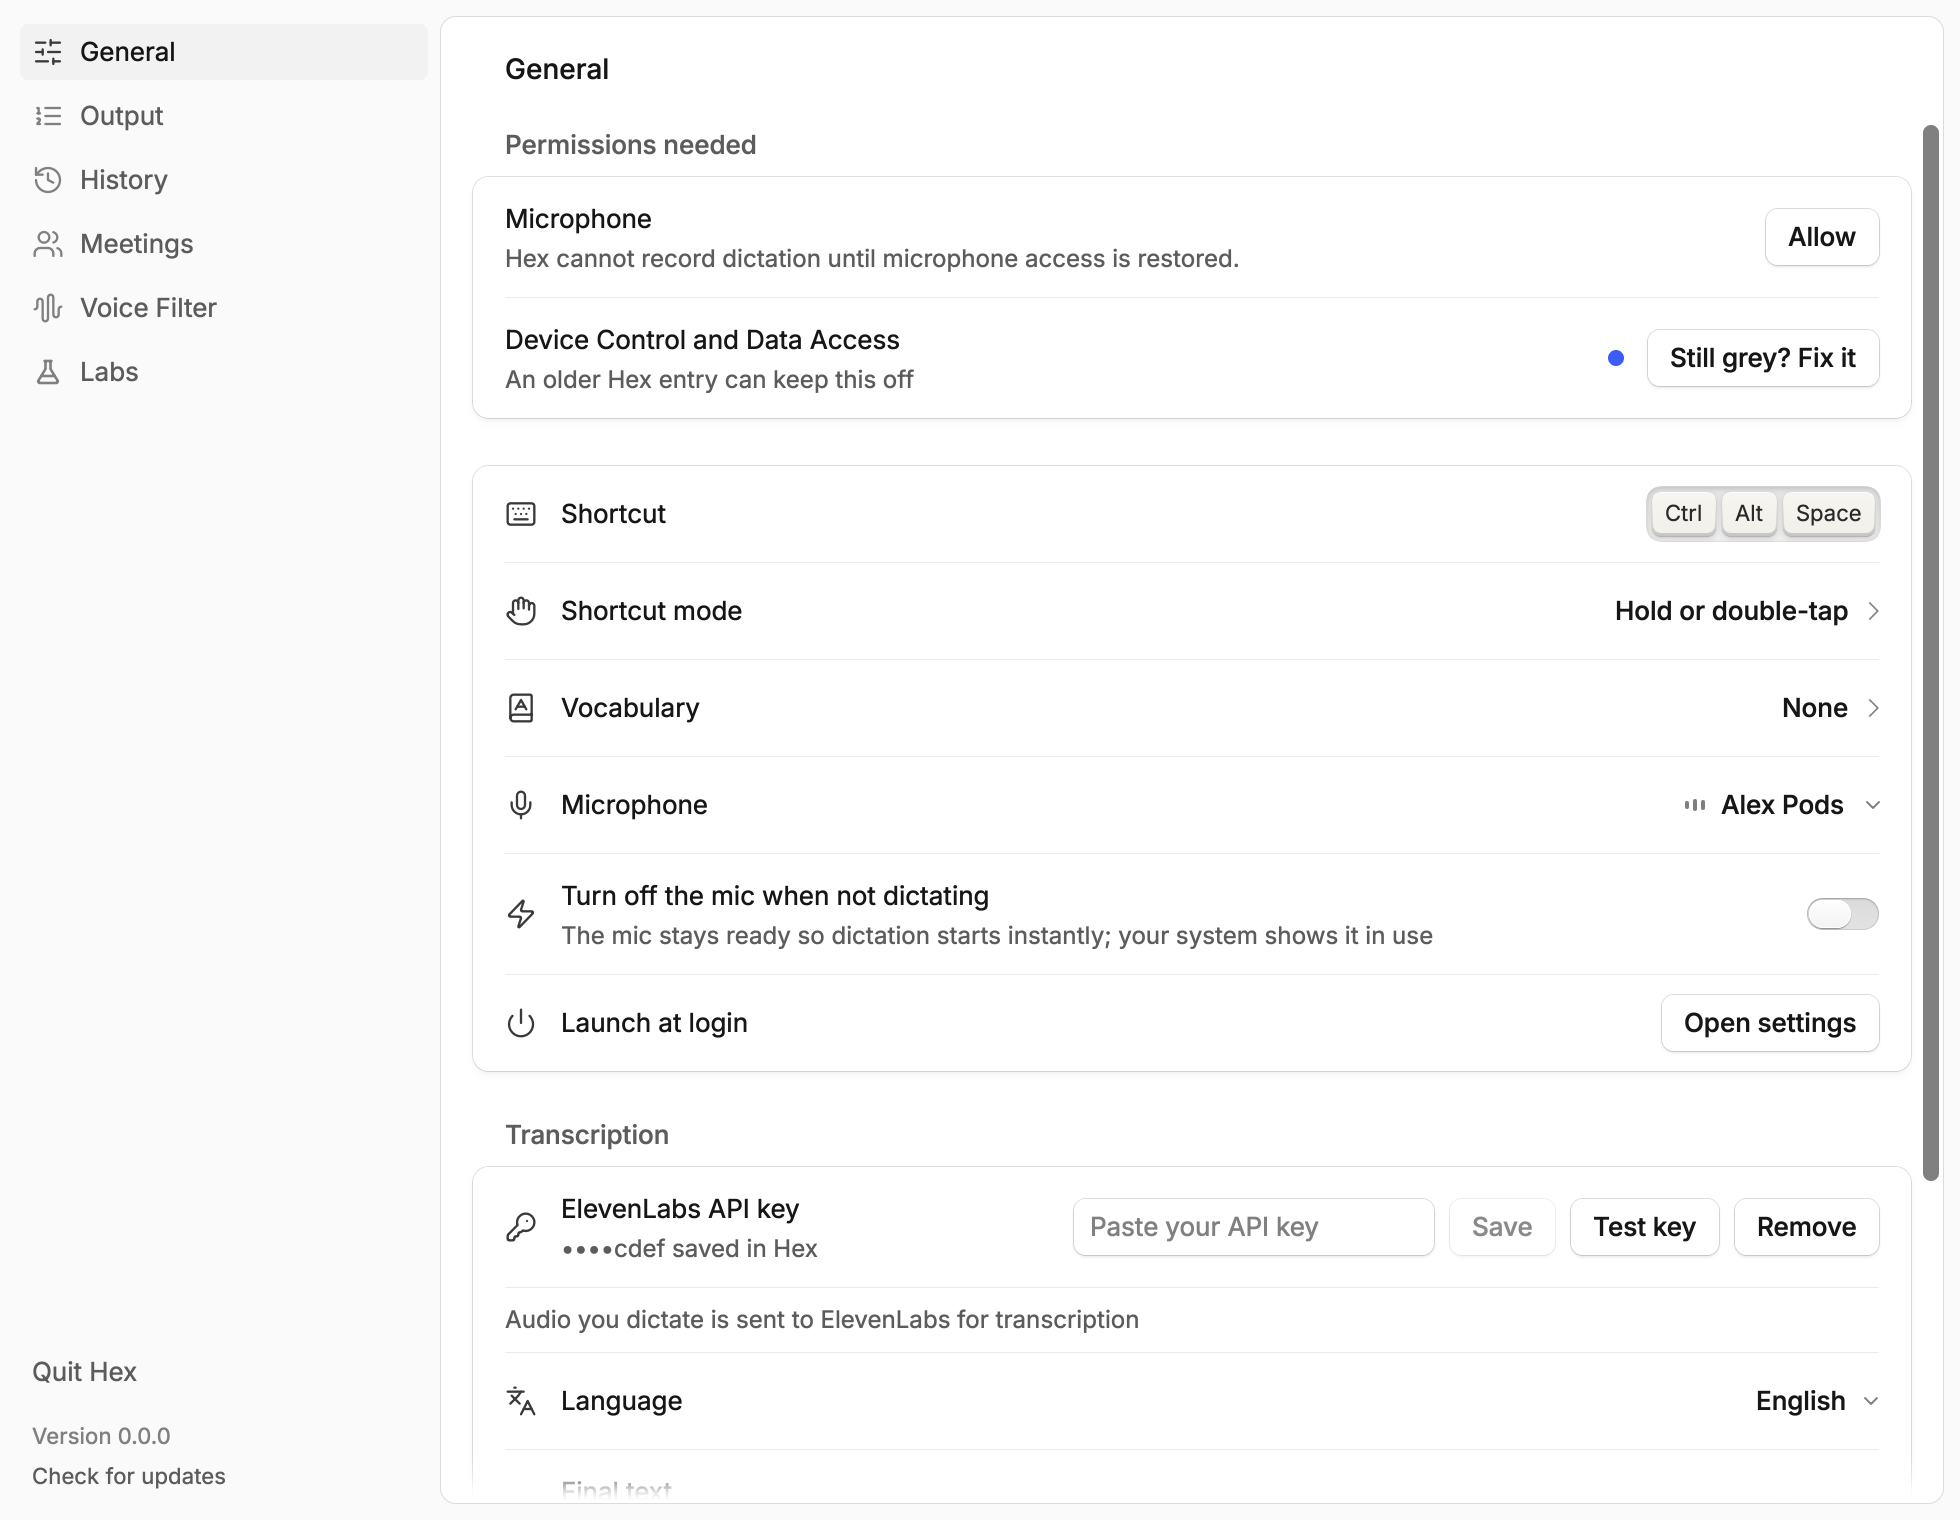 General
Output
History
Meetings
Voice Filter
Labs
Quit Hex
Version 0.0.0
Check for updates
General
Permissions needed
Microphone
Hex cannot record dictation until microphone access is restored.
Allow
Device Control and Data Access
An older Hex entry can keep this off
Still grey? Fix it
Shortcut
Ctrl Alt Space
Shortcut mode
Hold or double-tap
Vocabulary
None
Microphone
Alex Pods
Turn off the mic when not dictating
The mic stays ready so dictation starts instantly; your system shows it in use
Launch at login
Open settings
Transcription
ElevenLabs API key
••••cdef saved in Hex
Paste your API key
Save
Test key
Remove
Audio you dictate is sent to ElevenLabs for transcription
Language
English
Final text